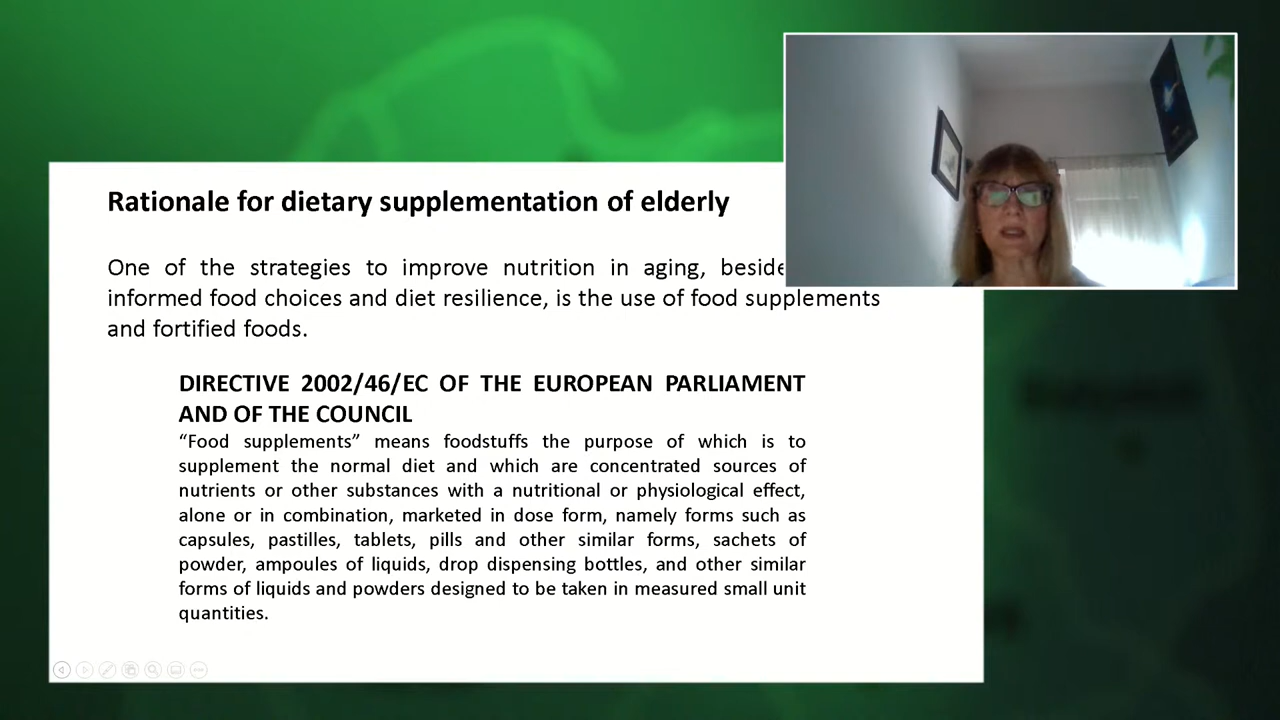 Rationale for dietary supplementation of elderly
One of the strategies to improve nutrition in aging,
informed food choices and diet resilience, is the use of food supplements
and fortified foods.
DIRECTIVE 2002/46/EC OF THE EUROPEAN PARLIAMENT
AND OF THE COUNCIL
“Food supplements” means foodstuffs the purpose of which is to
supplement the normal diet and which are concentrated sources of
nutrients or other substances with a nutritional or physiological effect,
alone or in combination, marketed in dose form, namely forms such as
capsules, pastilles, tablets, pills and other similar forms, sachets of
powder, ampoules of liquids, drop dispensing bottles, and other similar
forms of liquids and powders designed to be taken in measured small unit
quantities.